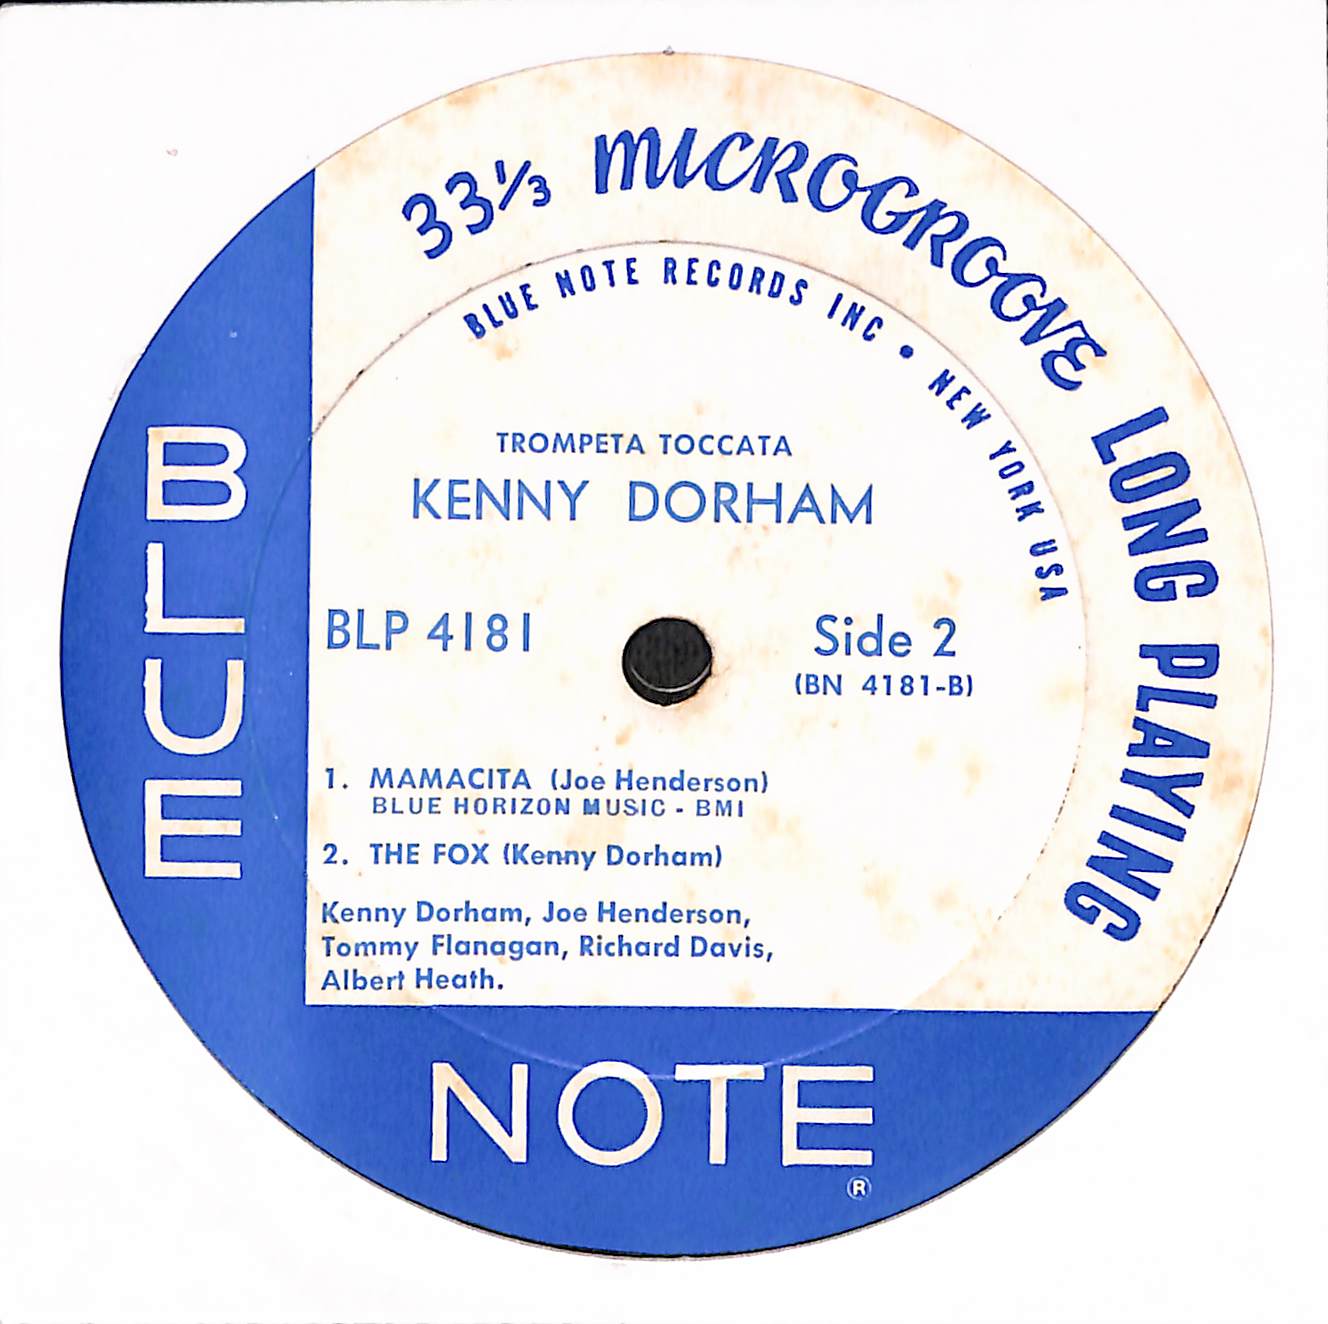 33⅓ MICROGROOVE LONG PLAYING
BLUE NOTE RECORDS INC • NEW YORK USA
TROMPETA TOCCATA
KENNY DORHAM
BLP 4181
Side 2
(BN 4181-B)
1. MAMACITA (Joe Henderson)
BLUE HORIZON MUSIC - BMI
2. THE FOX (Kenny Dorham)
Kenny Dorham, Joe Henderson,
Tommy Flanagan, Richard Davis,
Albert Heath.
BLUE
NOTE
®